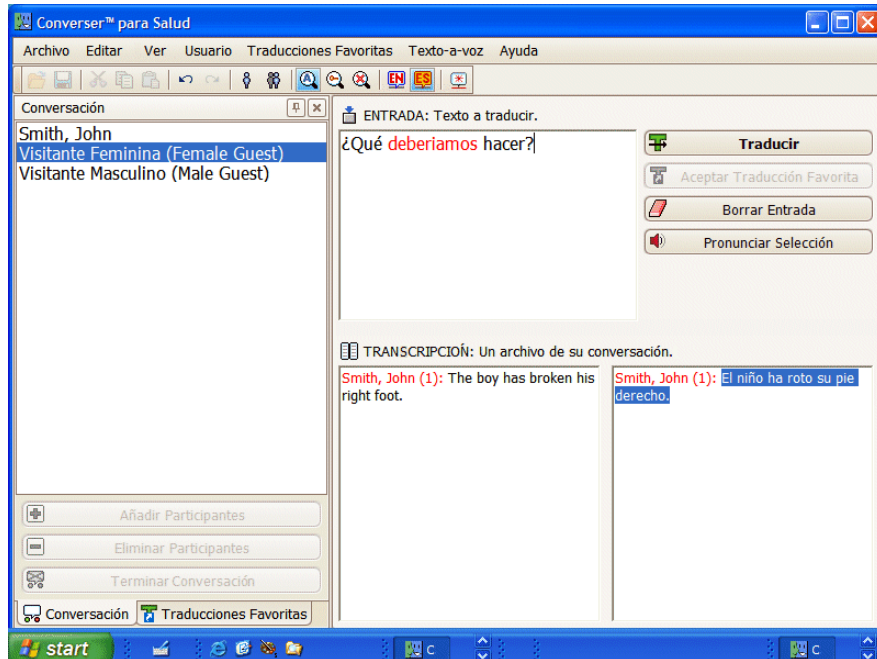 Converser™ para Salud
Archivo Editar Ver Usuario Traducciones Favoritas Texto-a-voz Ayuda
EN ES
Conversación
Smith, John
Visitante Feminina (Female Guest)
Visitante Masculino (Male Guest)
Añadir Participantes
Eliminar Participantes
Terminar Conversación
Conversación Traducciones Favoritas
ENTRADA: Texto a traducir.
¿Qué deberiamos hacer?
Traducir
Aceptar Traducción Favorita
Borrar Entrada
Pronunciar Selección
TRANSCRIPCIOŃ: Un archivo de su conversación.
Smith, John (1): The boy has broken his
right foot.
Smith, John (1): El niño ha roto su pie
derecho.
start C C